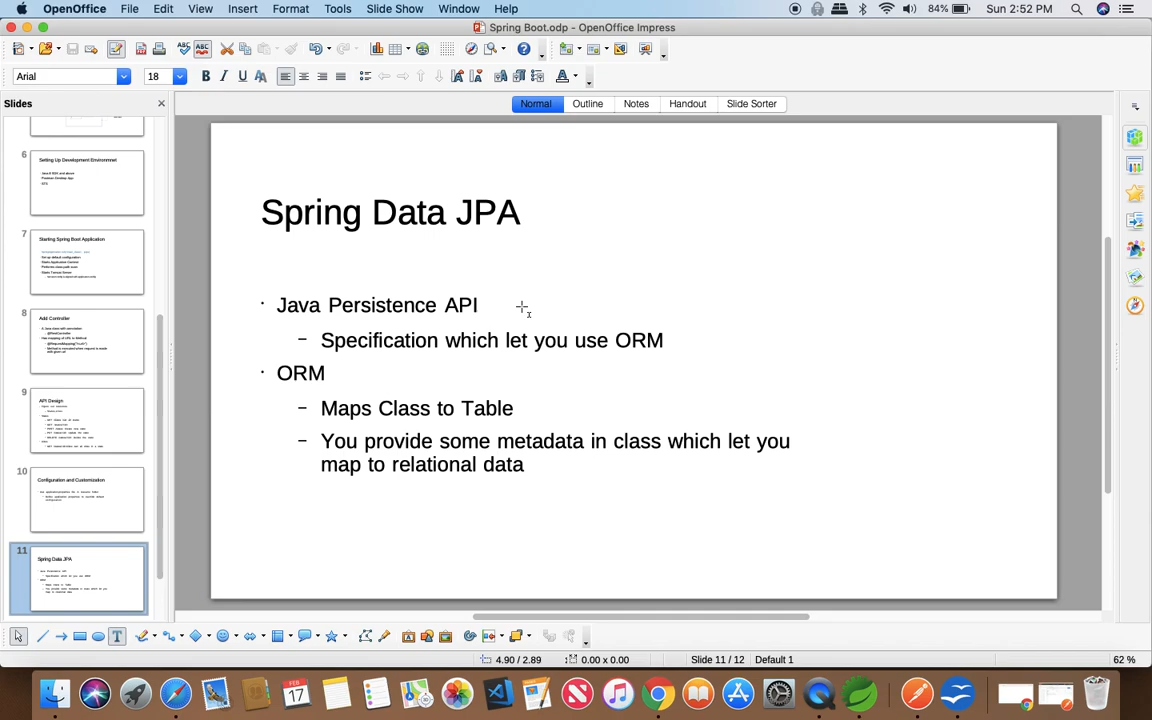 OpenOffice File Edit View Insert Format Tools Slide Show Window Help 84% Sun 2:52 PM
Spring Boot.odp - OpenOffice Impress
Arial 18
Slides
Normal Outline Notes Handout Slide Sorter
6
Setting Up Development Environmnet
7
Starting Spring Boot Application
8
Add Controller
9
API Design
10
Configuration and Customization
11
Spring Data JPA
Spring Data JPA
· Java Persistence API
– Specification which let you use ORM
· ORM
– Maps Class to Table
– You provide some metadata in class which let you
map to relational data
4.90 / 2.89 0.00 x 0.00 Slide 11 / 12 Default 1 62 %
FEB
17